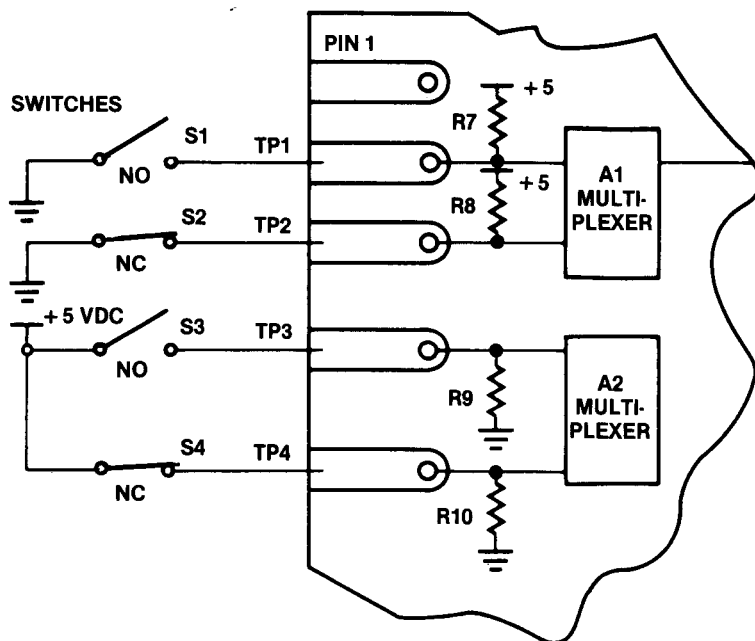 PIN 1
SWITCHES
+5
R7
S1
TP1
NO
+5
A1
MULTI-
PLEXER
R8
S2
TP2
NC
+5 VDC
S3
TP3
NO
A2
MULTI-
PLEXER
R9
S4
TP4
NC
R10